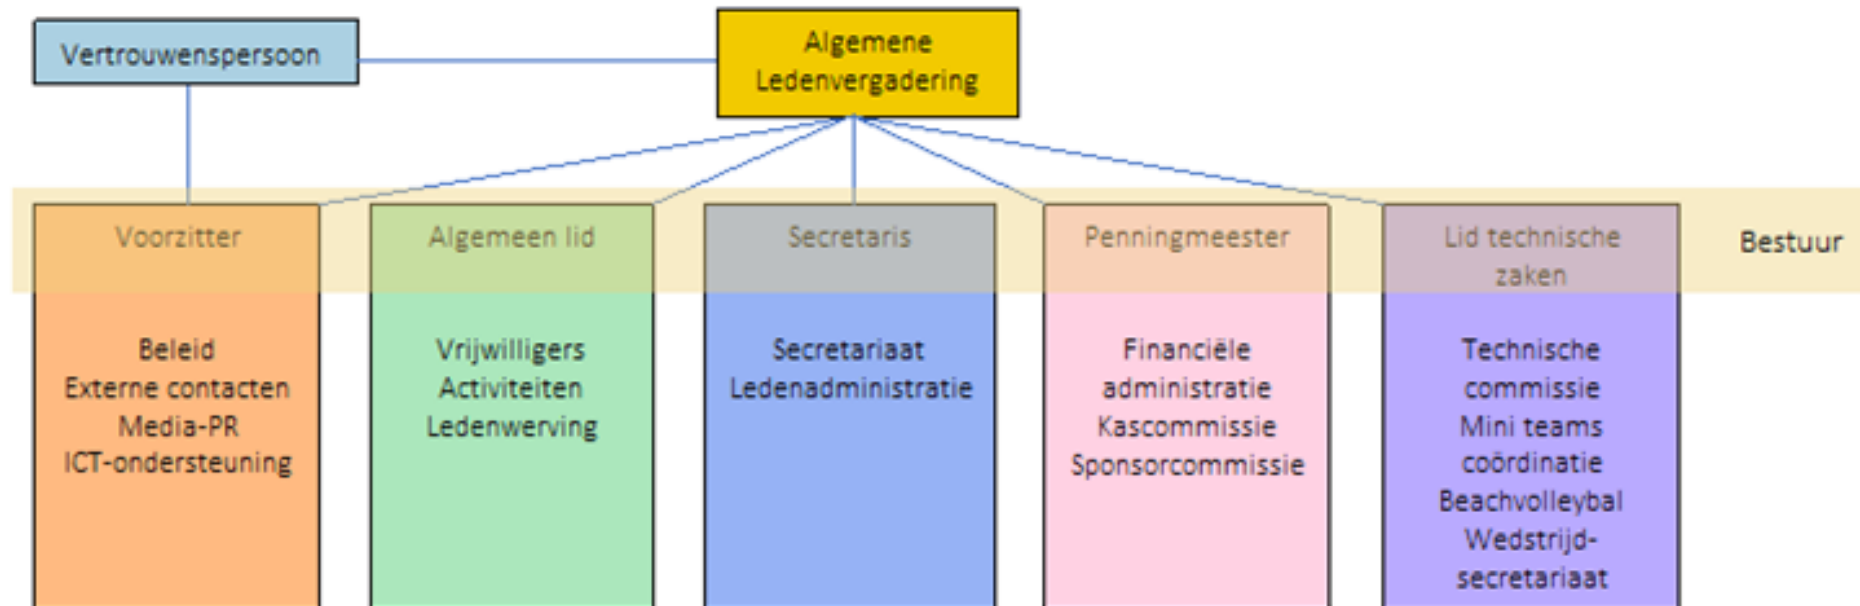 Vertrouwenspersoon
Algemene
Ledenvergadering
Voorzitter
Beleid
Externe contacten
Media-PR
ICT-ondersteuning
Algemeen lid
Vrijwilligers
Activiteiten
Ledenwerving
Secretaris
Secretariaat
Ledenadministratie
Penningmeester
Financiële
administratie
Kascommissie
Sponsorcommissie
Lid technische
zaken
Technische
commissie
Mini teams
coördinatie
Beachvolleybal
Wedstrijd-
secretariaat
Bestuur